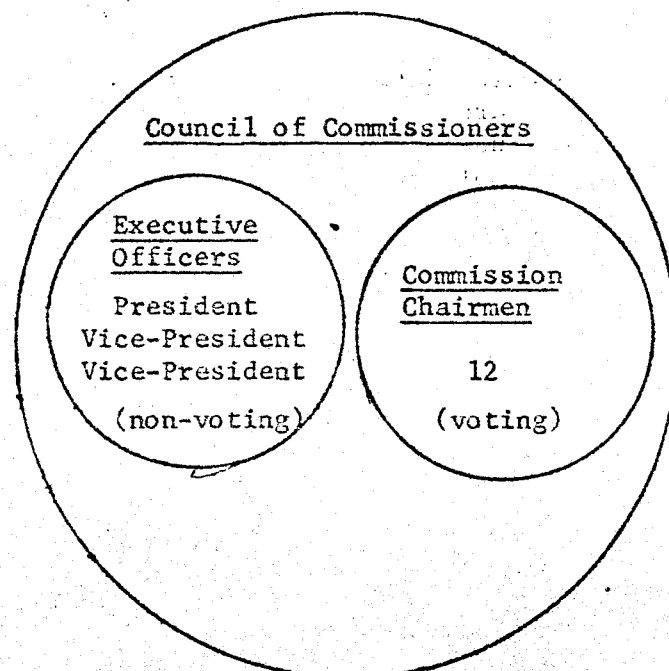 Council of Commissioners
Executive
Officers
President
Vice-President
Vice-President
(non-voting)
Commission
Chairmen
12
(voting)